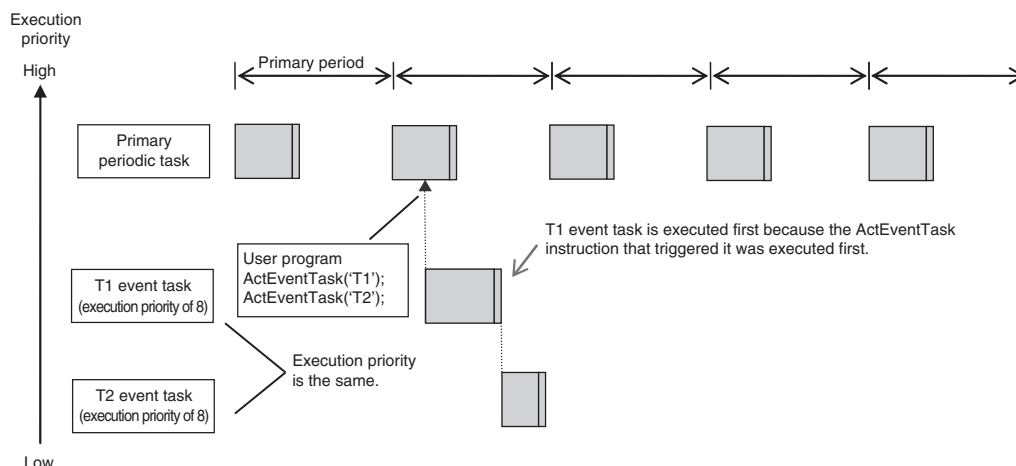 Execution
priority
High
Primary period
Primary
periodic task
T1 event task is executed first because the ActEventTask
instruction that triggered it was executed first.
User program
ActEventTask(‘T1’);
ActEventTask(‘T2’);
T1 event task
(execution priority of 8)
Execution priority
is the same.
T2 event task
(execution priority of 8)
Low